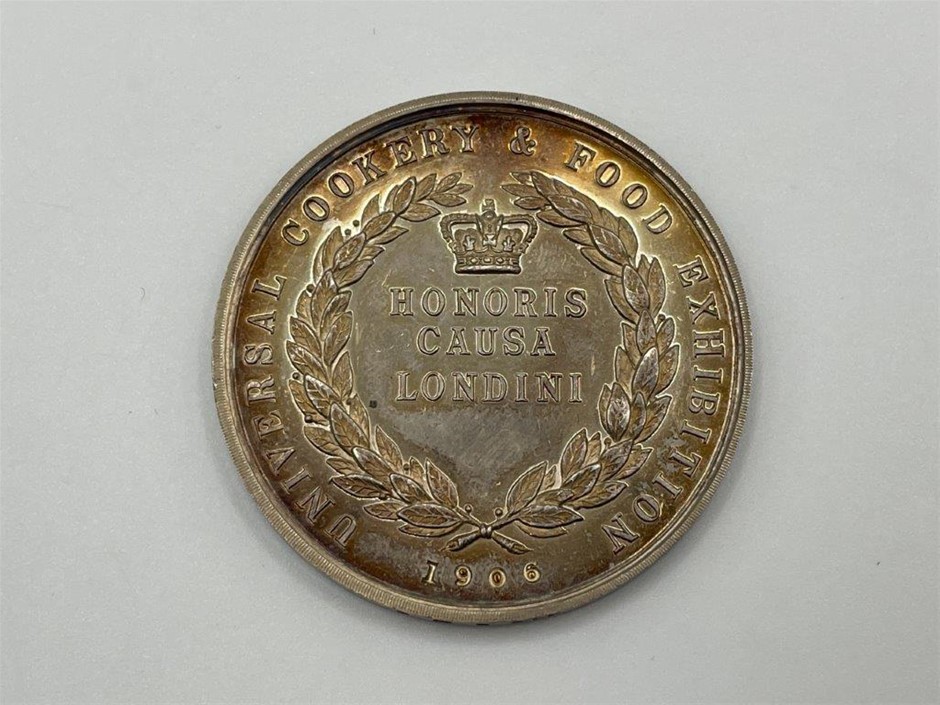 UNIVERSAL COOKERY & FOOD EXHIBITION
HONORIS
CAUSA
LONDINI
1906